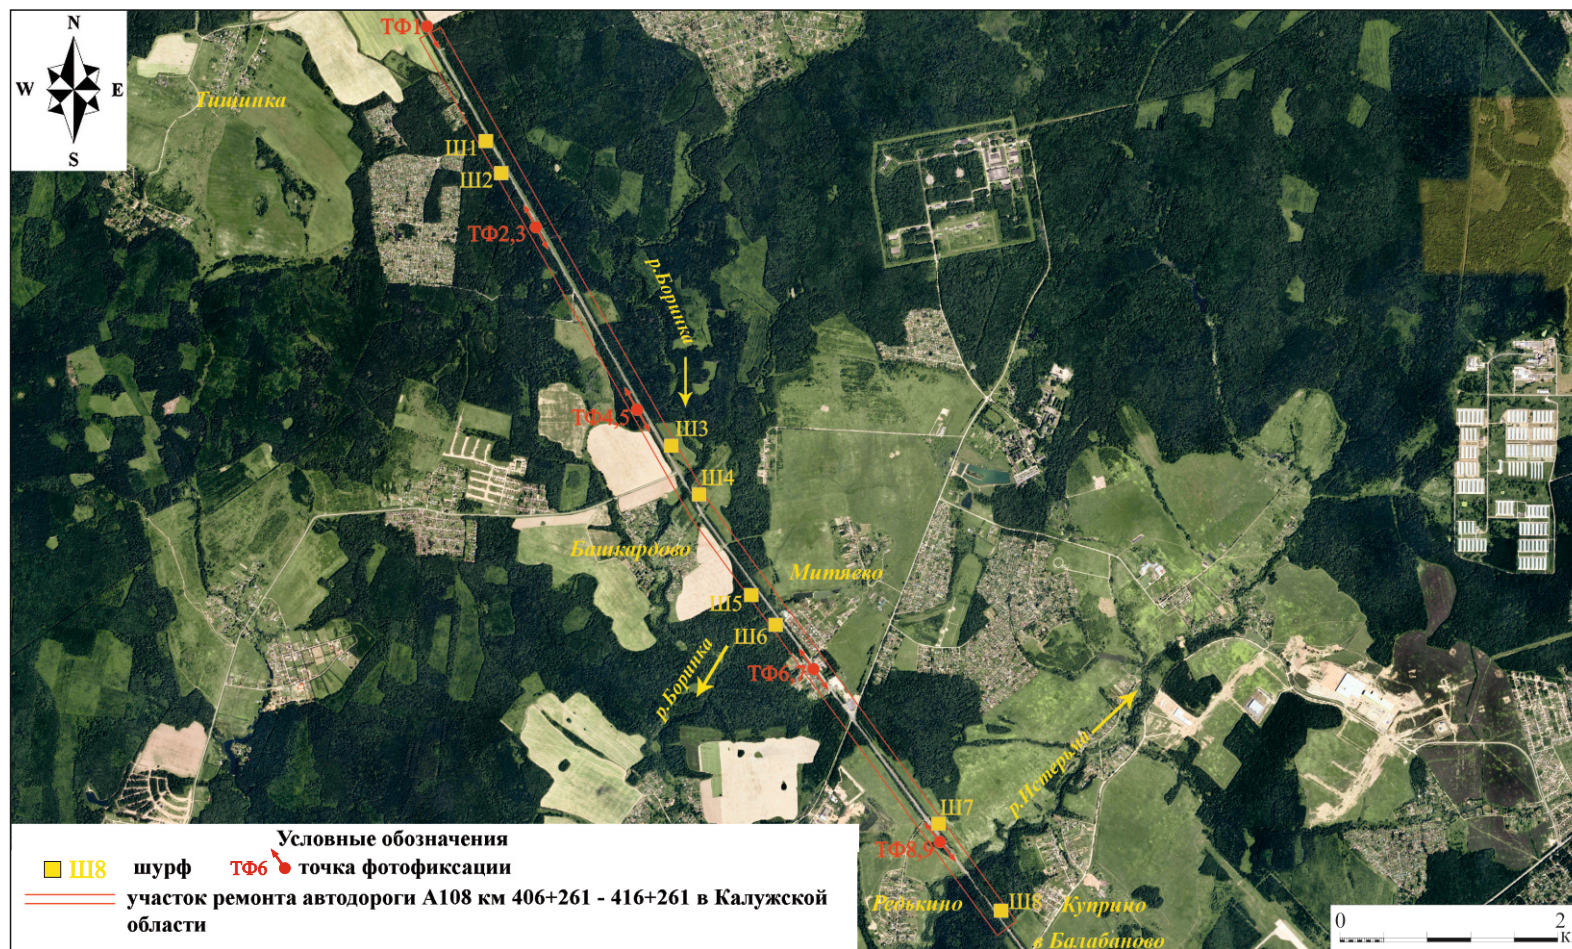 N
W E
S
ТФ1
Тишинка
Ш1
Ш2
ТФ2,3
р.Боринка
ТФ4,5
Ш3
Ш4
Башкардово
Митяево
Ш5
Ш6
р.Боринка
ТФ6,7
р.Истерьма
Ш7
ТФ8,9
Редькино
Ш8
Куприно
в Балабаново
Условные обозначения
Ш8 шурф ТФ6 точка фотофиксации
участок ремонта автодороги А108 км 406+261 - 416+261 в Калужской
области
0 2
К